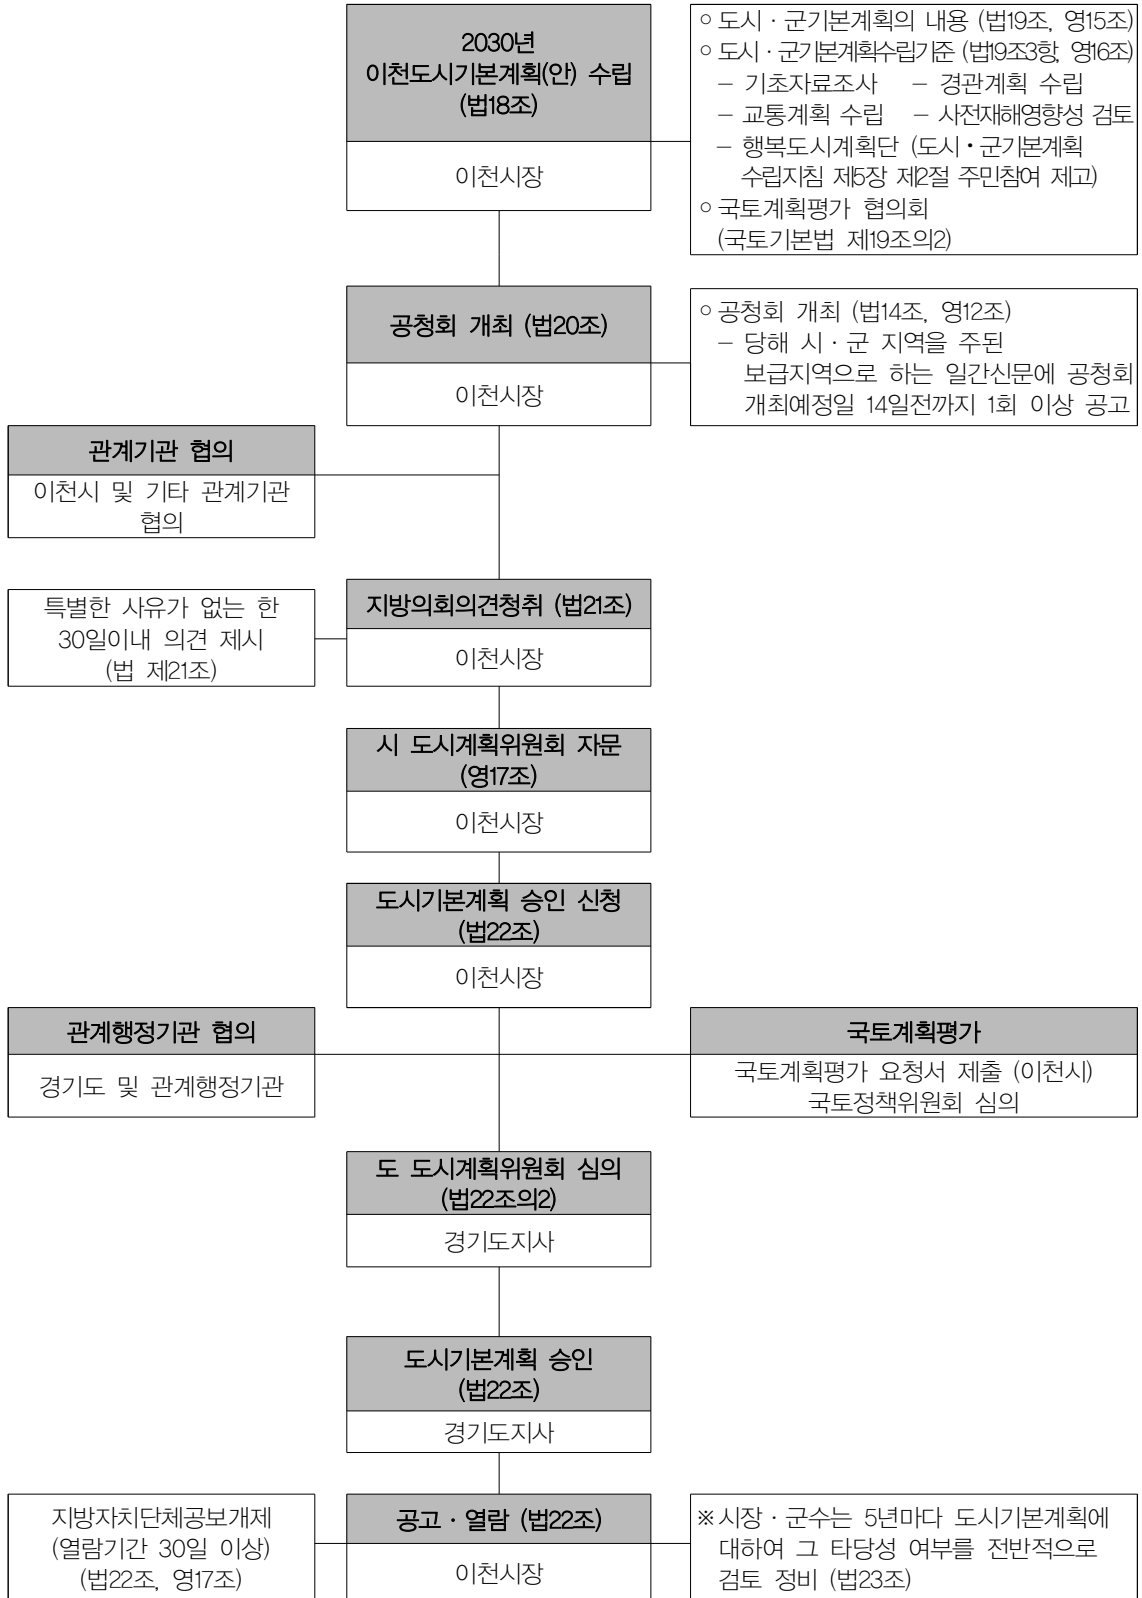 2030년
이천도시기본계획(안) 수립
(법18조)
이천시장
○ 도시 · 군기본계획의 내용 (법19조, 영15조)
○ 도시 · 군기본계획수립기준 (법19조3항, 영16조)
- 기초자료조사 - 경관계획 수립
- 교통계획 수립 - 사전재해영향성 검토
- 행복도시계획단 (도시 • 군기본계획
수립지침 제5장 제2절 주민참여 제고)
○ 국토계획평가 협의회
(국토기본법 제19조의2)
공청회 개최 (법20조)
이천시장
○ 공청회 개최 (법14조, 영12조)
- 당해 시 · 군 지역을 주된
보급지역으로 하는 일간신문에 공청회
개최예정일 14일전까지 1회 이상 공고
관계기관 협의
이천시 및 기타 관계기관
협의
특별한 사유가 없는 한
30일이내 의견 제시
(법 제21조)
지방의회의견청취 (법21조)
이천시장
시 도시계획위원회 자문
(영17조)
이천시장
도시기본계획 승인 신청
(법22조)
이천시장
관계행정기관 협의
경기도 및 관계행정기관
국토계획평가
국토계획평가 요청서 제출 (이천시)
국토정책위원회 심의
도 도시계획위원회 심의
(법22조의2)
경기도지사
도시기본계획 승인
(법22조)
경기도지사
지방자치단체공보개제
(열람기간 30일 이상)
(법22조, 영17조)
공고 · 열람 (법22조)
이천시장
※ 시장 · 군수는 5년마다 도시기본계획에
대하여 그 타당성 여부를 전반적으로
검토 정비 (법23조)